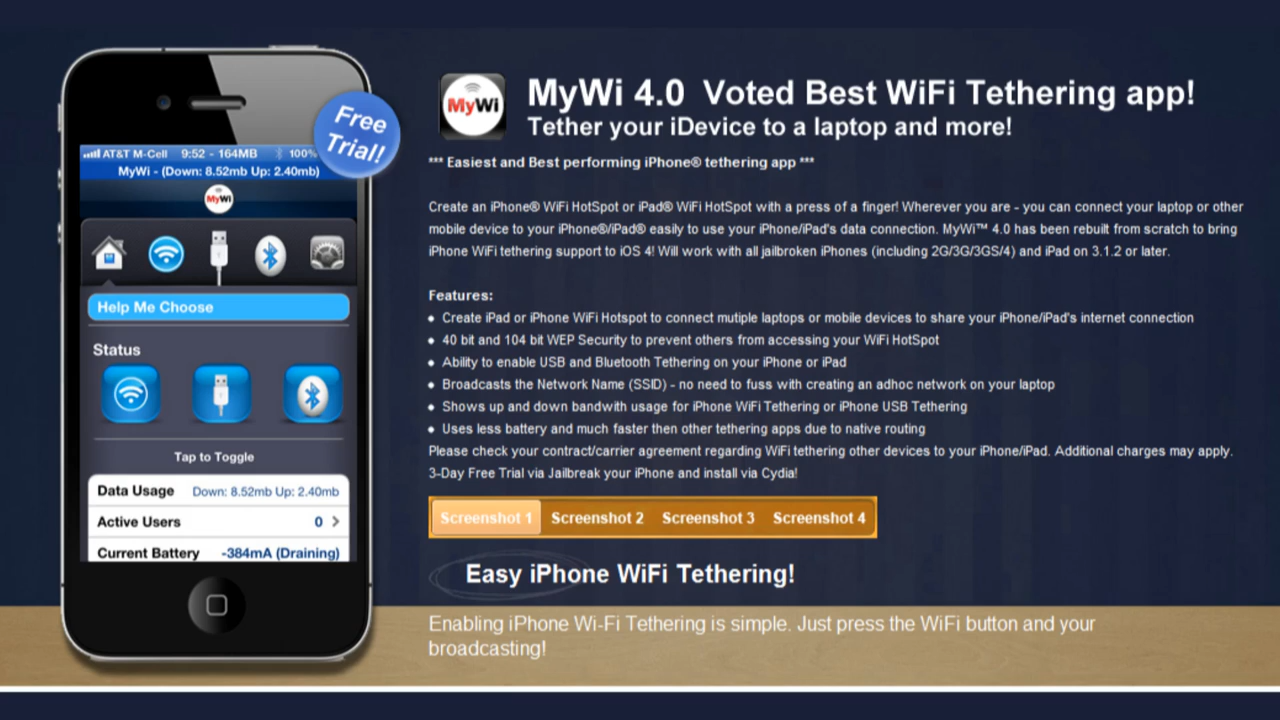 Free
Trial!
AT&T M-Cell 9:52 - 164MB 100%
MyWi - (Down: 8.52mb Up: 2.40mb)
MyWi
Help Me Choose
Status
Tap to Toggle
Data Usage Down: 8.52mb Up: 2.40mb
Active Users 0
Current Battery -384mA (Draining)
MyWi
MyWi 4.0 Voted Best WiFi Tethering app!
Tether your iDevice to a laptop and more!
*** Easiest and Best performing iPhone® tethering app ***
Create an iPhone® WiFi HotSpot or iPad® WiFi HotSpot with a press of a finger! Wherever you are - you can connect your laptop or other
mobile device to your iPhone®/iPad® easily to use your iPhone/iPad's data connection. MyWi™ 4.0 has been rebuilt from scratch to bring
iPhone WiFi tethering support to iOS 4! Will work with all jailbroken iPhones (including 2G/3G/3GS/4) and iPad on 3.1.2 or later.
Features:
• Create iPad or iPhone WiFi Hotspot to connect mutiple laptops or mobile devices to share your iPhone/iPad's internet connection
• 40 bit and 104 bit WEP Security to prevent others from accessing your WiFi HotSpot
• Ability to enable USB and Bluetooth Tethering on your iPhone or iPad
• Broadcasts the Network Name (SSID) - no need to fuss with creating an adhoc network on your laptop
• Shows up and down bandwith usage for iPhone WiFi Tethering or iPhone USB Tethering
• Uses less battery and much faster then other tethering apps due to native routing
Please check your contract/carrier agreement regarding WiFi tethering other devices to your iPhone/iPad. Additional charges may apply.
3-Day Free Trial via Jailbreak your iPhone and install via Cydia!
Screenshot 1 Screenshot 2 Screenshot 3 Screenshot 4
Easy iPhone WiFi Tethering!
Enabling iPhone Wi-Fi Tethering is simple. Just press the WiFi button and your
broadcasting!